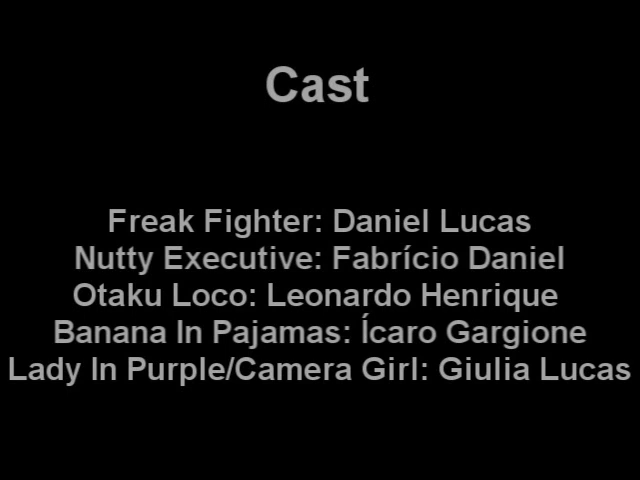 Cast
Freak Fighter: Daniel Lucas
Nutty Executive: Fabrício Daniel
Otaku Loco: Leonardo Henrique
Banana In Pajamas: Ícaro Gargione
Lady In Purple/Camera Girl: Giulia Lucas